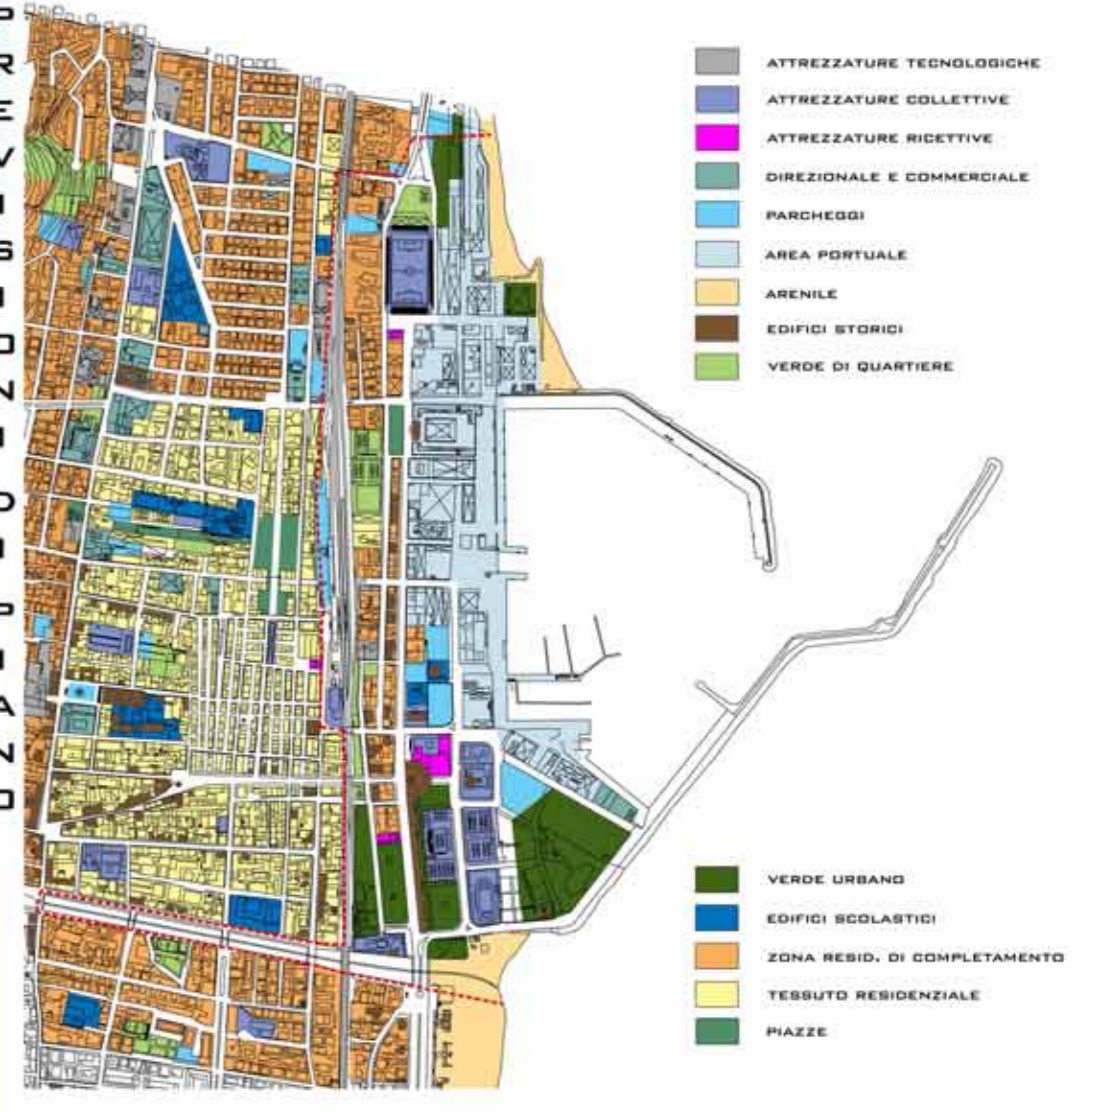 PREVISIONI DI PIANO
ATTREZZATURE TECNOLOGICHE
ATTREZZATURE COLLETTIVE
ATTREZZATURE RICETTIVE
DIREZIONALE E COMMERCIALE
PARCHEGGI
AREA PORTUALE
ARENILE
EDIFICI STORICI
VERDE DI QUARTIERE
VERDE URBANO
EDIFICI SCOLASTICI
ZONA RESID. DI COMPLETAMENTO
TESSUTO RESIDENZIALE
PIAZZE